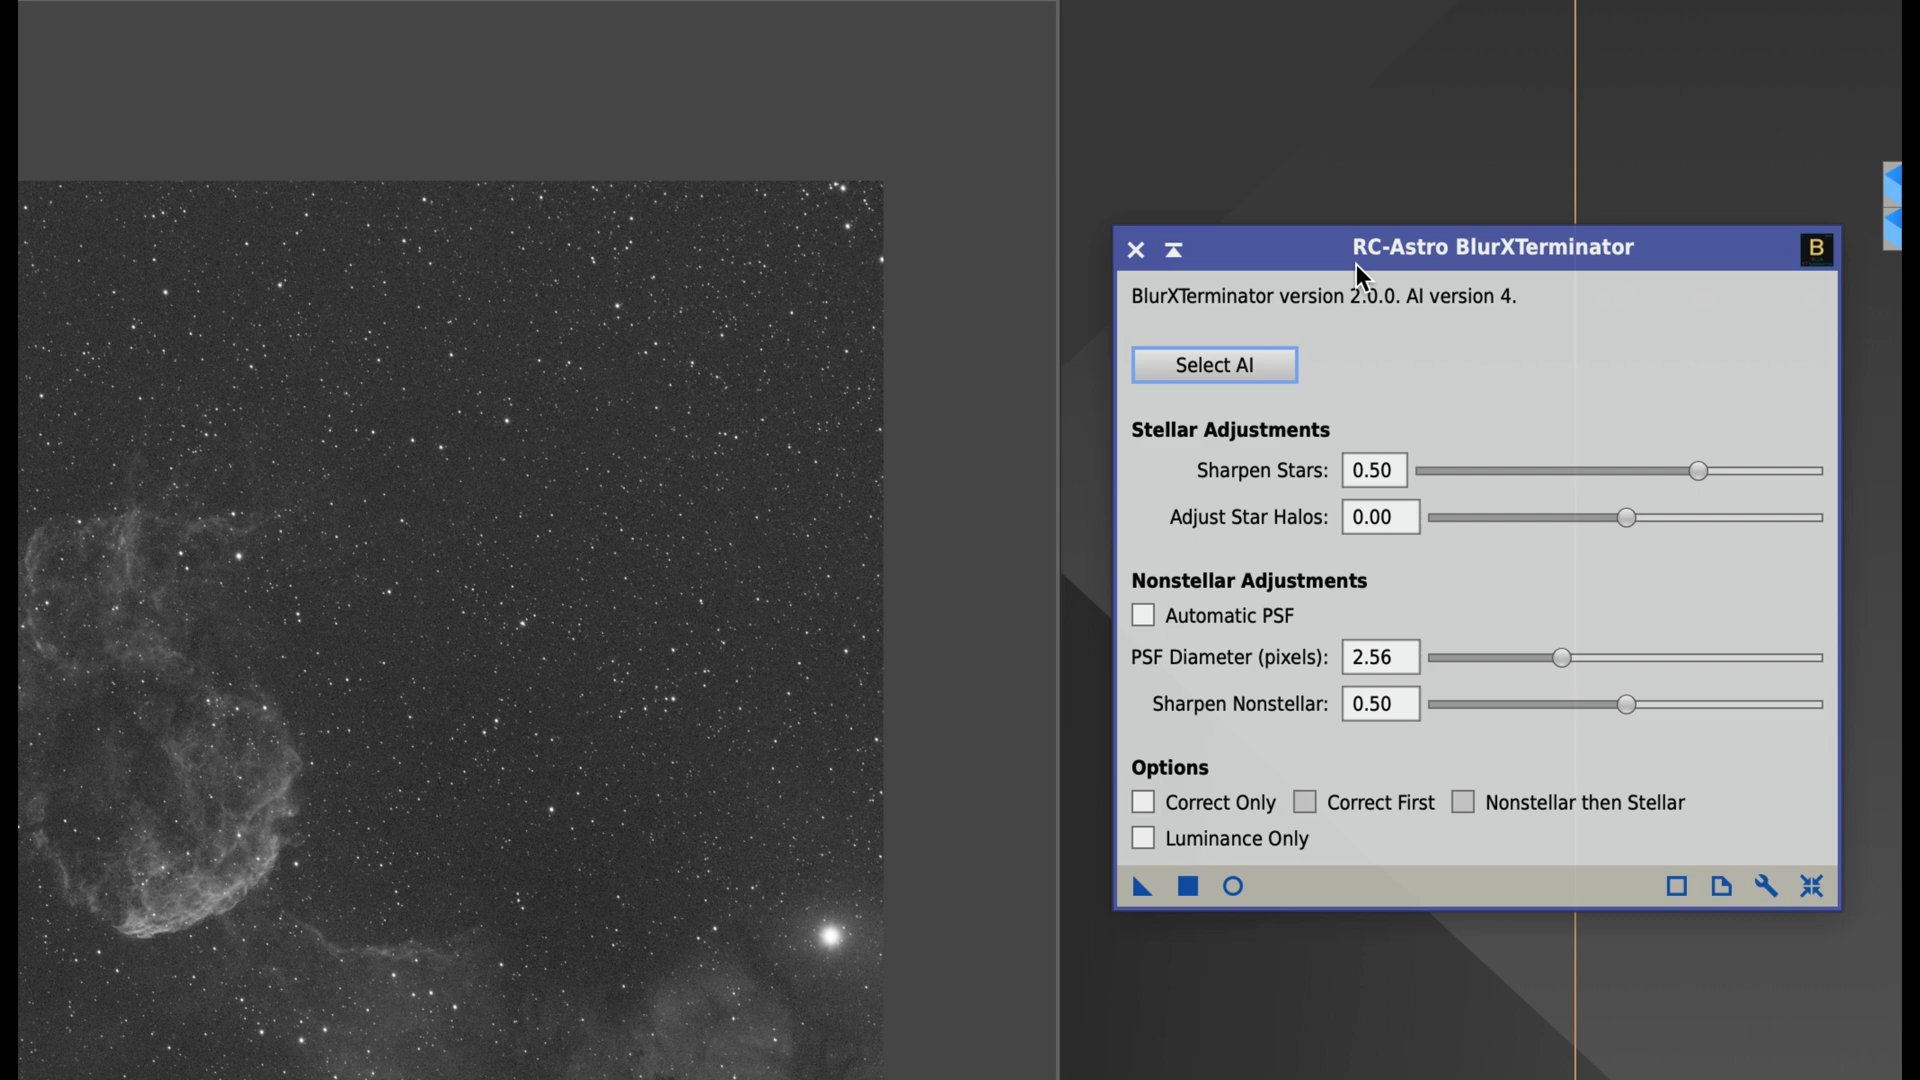 RC-Astro BlurXTerminator
B
BlurXTerminator version 2.0.0. AI version 4.
Select AI
Stellar Adjustments
Sharpen Stars: 0.50
Adjust Star Halos: 0.00
Nonstellar Adjustments
Automatic PSF
PSF Diameter (pixels): 2.56
Sharpen Nonstellar: 0.50
Options
Correct Only Correct First Nonstellar then Stellar
Luminance Only